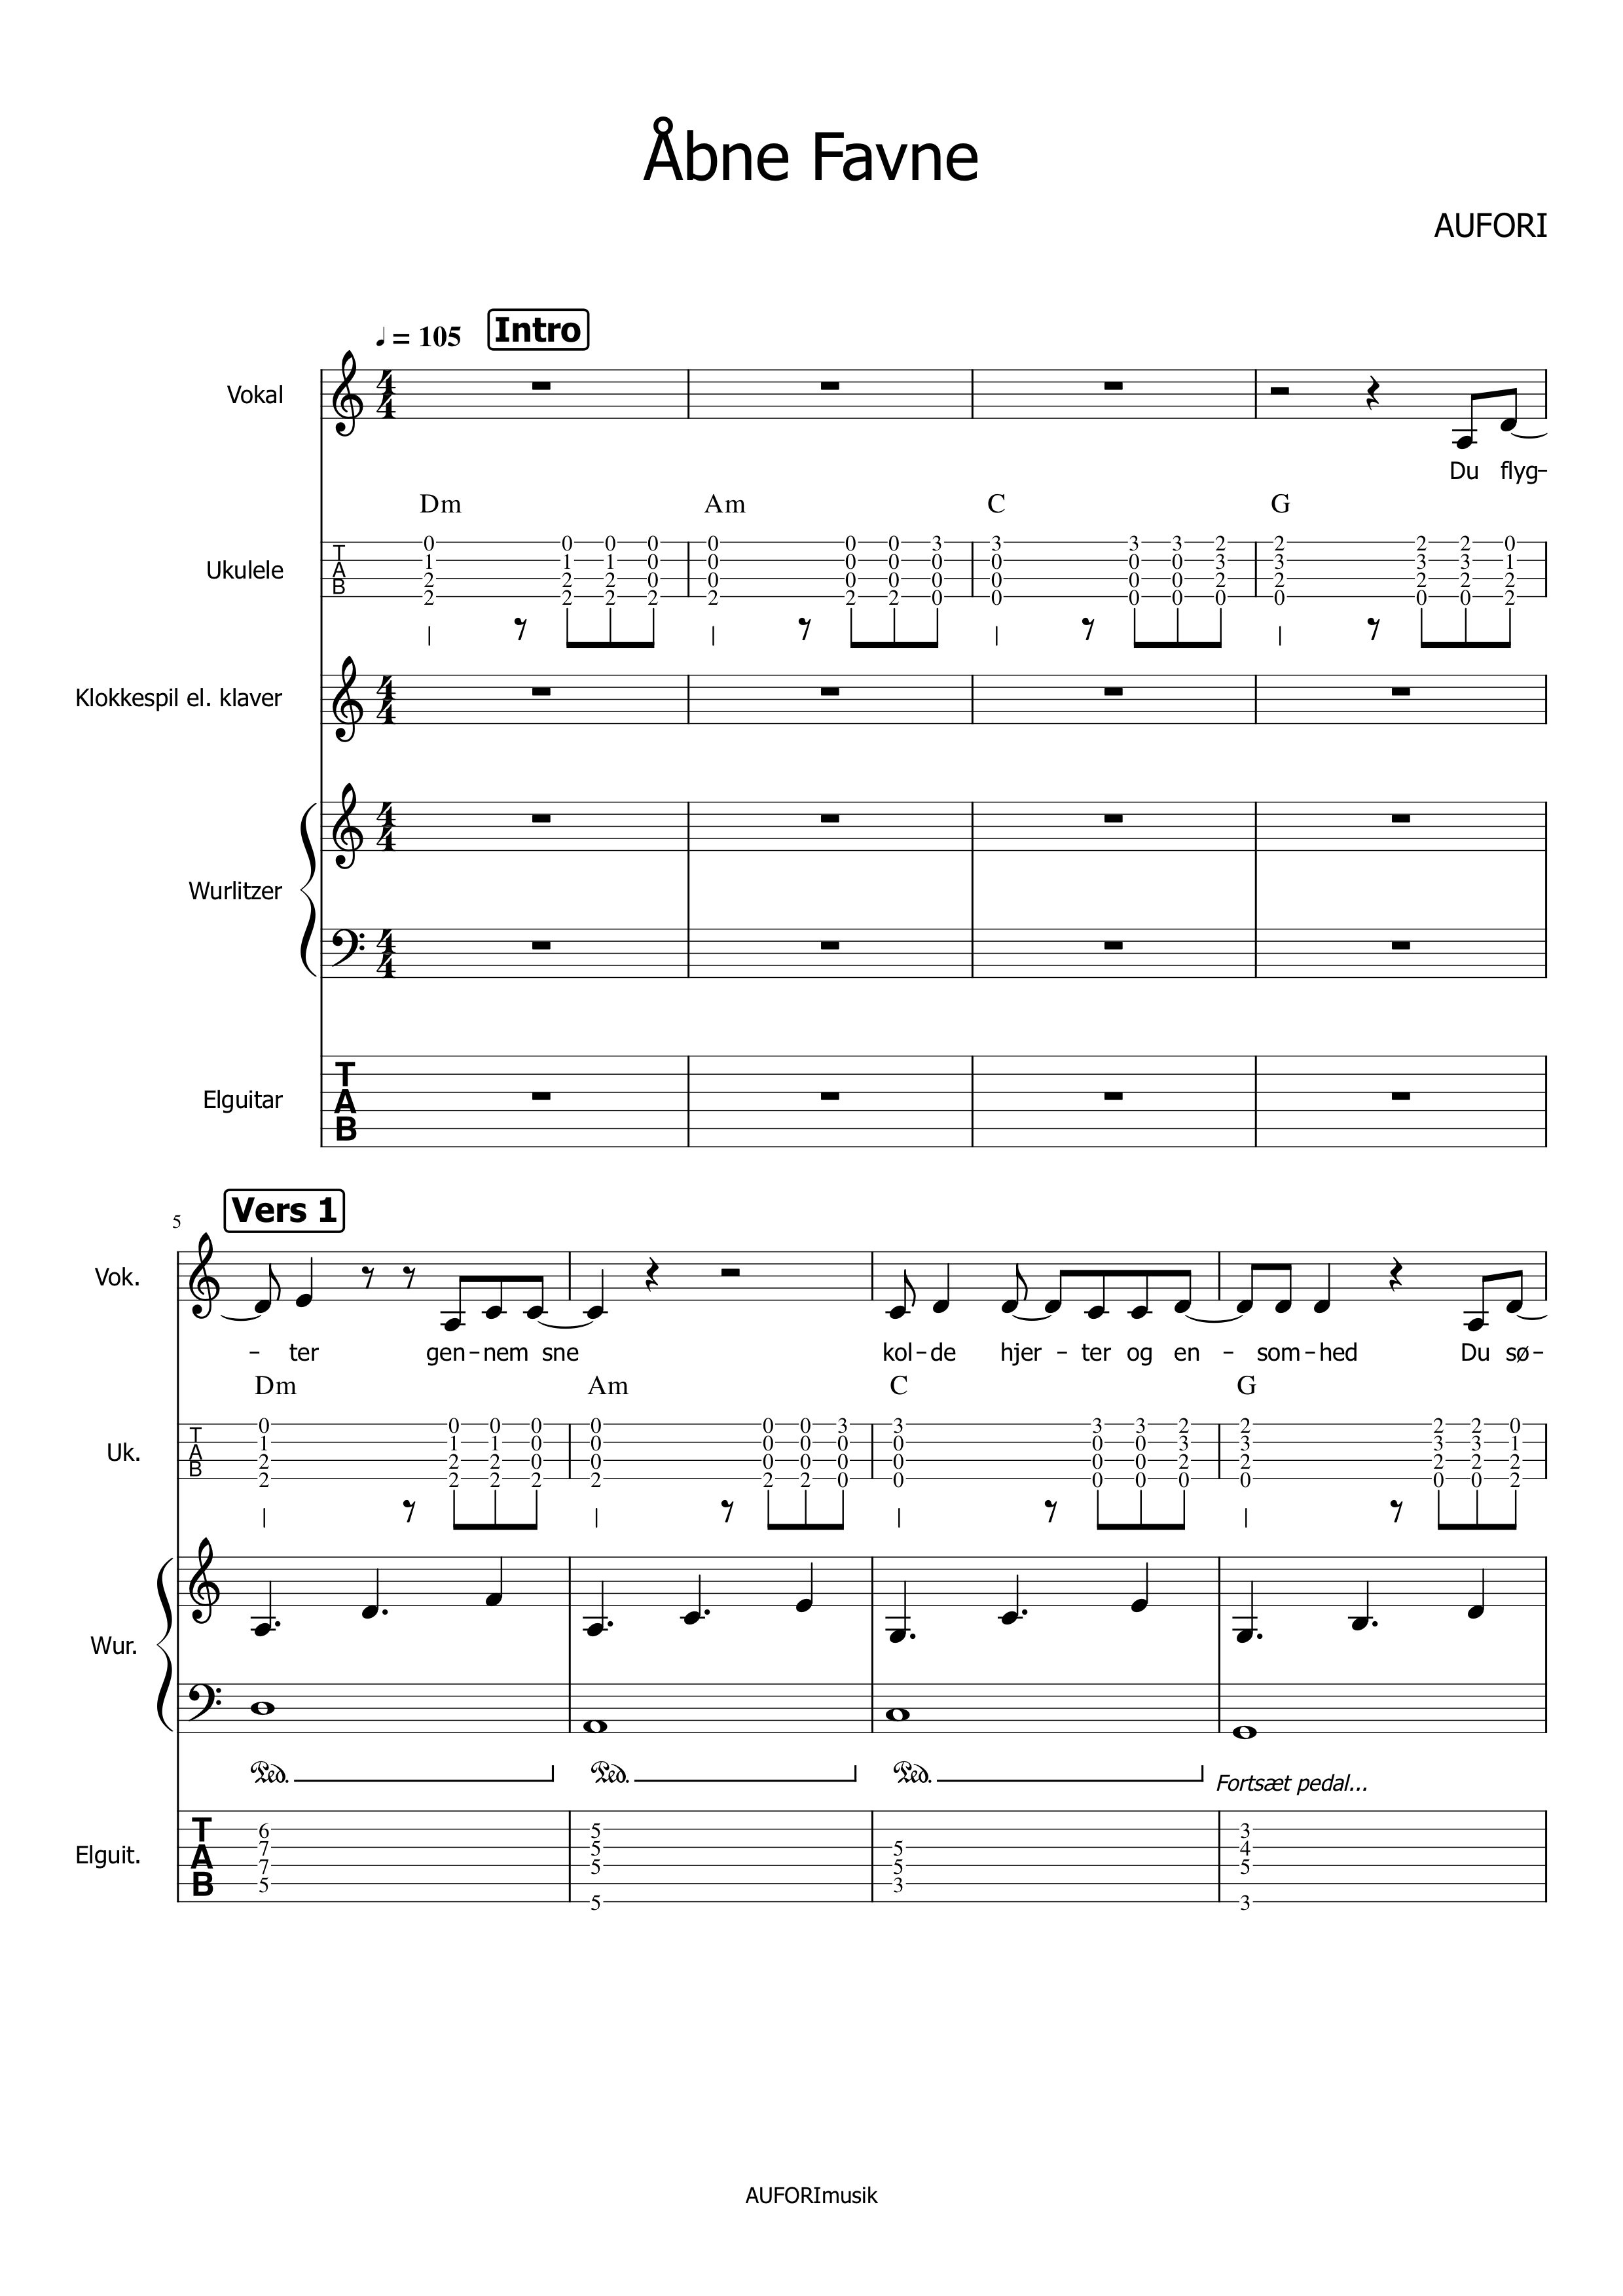 Åbne Favne
AUFORI
♩ = 105 Intro
Vokal
Du flyg-
Dm Am C G
Ukulele
0 0 0 0 0 0 0 3 3 3 3 2 2 2 2 0
1 1 1 0 0 0 0 0 0 0 0 3 3 3 3 1
2 2 2 0 0 0 0 0 0 0 0 2 2 2 2 2
2 2 2 2 2 2 2 0 0 0 0 0 0 0 0 2
Klokkespil el. klaver
Wurlitzer
Elguitar
T
A
B
5 Vers 1
Vok.
- ter gen-nem sne kol-de hjer-ter og en-som-hed Du sø-
Dm Am C G
Uk.
0 0 0 0 0 0 0 3 3 3 3 2 2 2 2 0
1 1 1 0 0 0 0 0 0 0 0 3 3 3 3 1
2 2 2 0 0 0 0 0 0 0 0 2 2 2 2 2
2 2 2 2 2 2 2 0 0 0 0 0 0 0 0 2
Wur.
Ped. Ped. Ped. Fortsæt pedal...
Elguit.
T
A
B
6 5 3
7 5 5 4
7 5 5 5
5 3
5 3
AUFORImusik